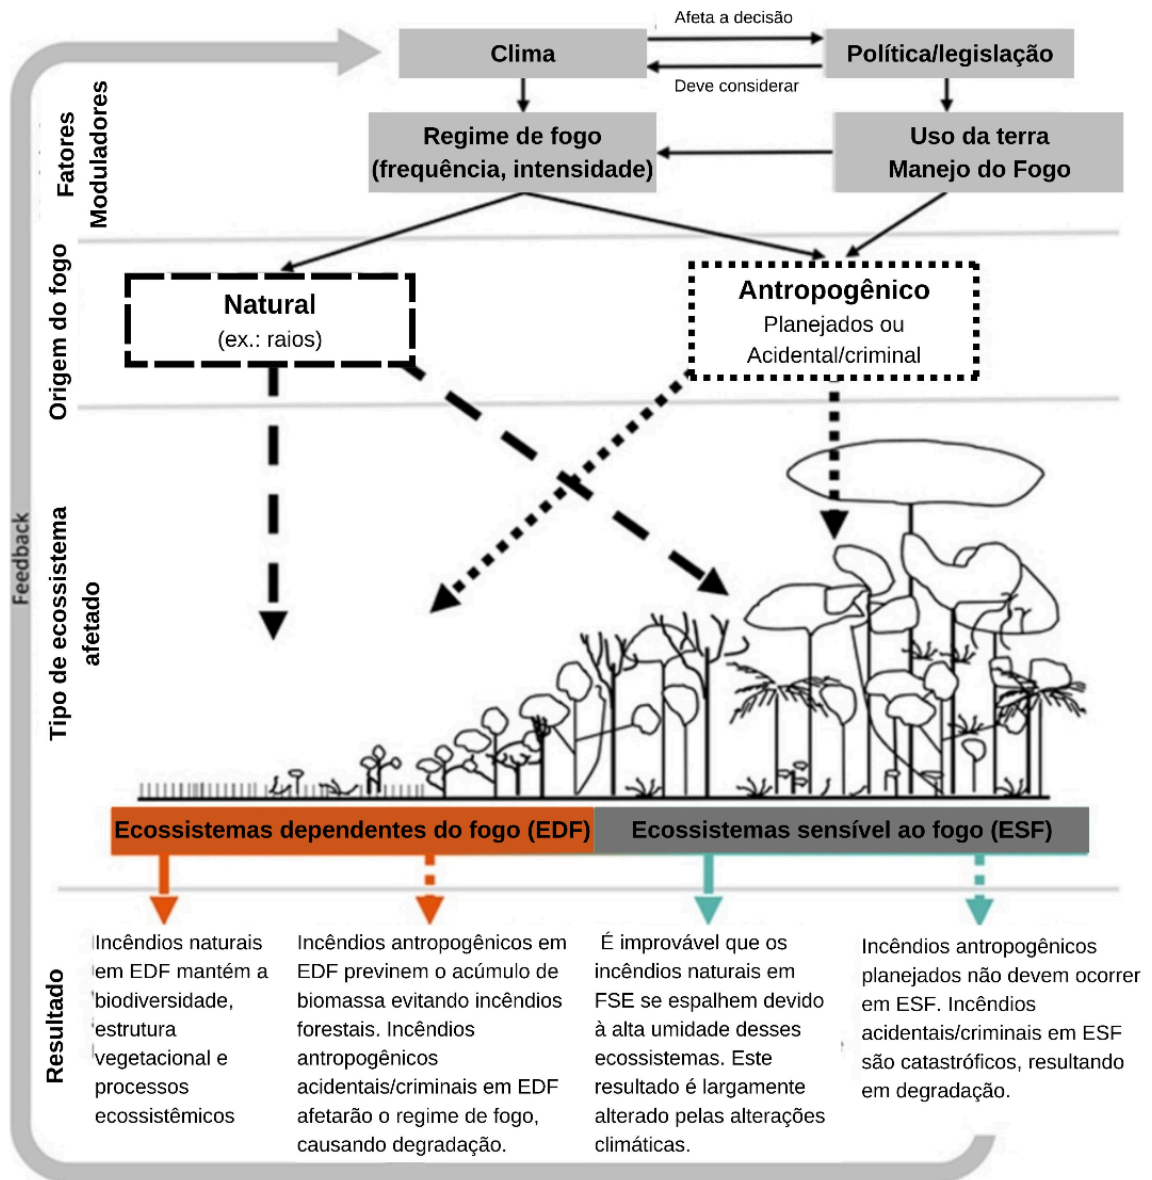 Afeta a decisão
Clima
Política/legislação
Deve considerar
Fatores
Moduladores
Regime de fogo
(frequência, intensidade)
Uso da terra
Manejo do Fogo
Origem do fogo
Natural
(ex.: raios)
Antropogênico
Planejados ou
Acidental/criminal
Feedback
Tipo de ecossistema
afetado
Ecossistemas dependentes do fogo (EDF)
Ecossistemas sensível ao fogo (ESF)
Resultado
Incêndios naturais
em EDF mantém a
biodiversidade,
estrutura
vegetacional e
processos
ecossistêmicos
Incêndios antropogênicos em
EDF previnem o acúmulo de
biomassa evitando incêndios
forestais. Incêndios
antropogênicos
acidentais/criminais em EDF
afetarão o regime de fogo,
causando degradação.
É improvável que os
incêndios naturais em
FSE se espalhem devido
à alta umidade desses
ecossistemas. Este
resultado é largamente
alterado pelas alterações
climáticas.
Incêndios antropogênicos
planejados não devem ocorrer
em ESF. Incêndios
acidentais/criminais em ESF
são catastróficos, resultando
em degradação.